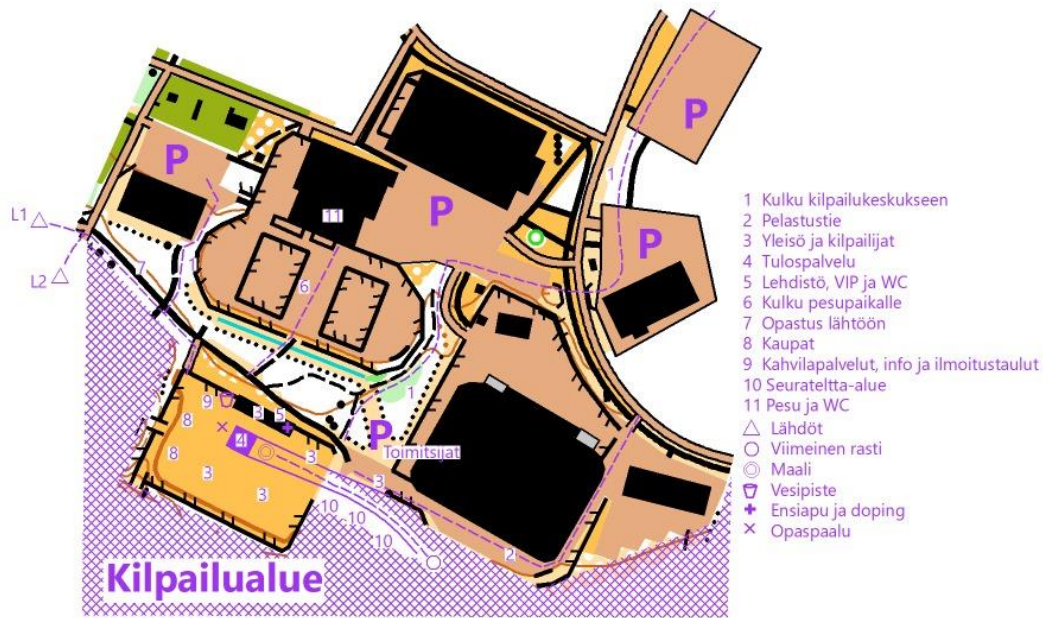 P
P
1
P
11
P
L1
7
1
L2
6
1
9
3
5
8
4
P
Toimitsijat
8
3
3
3
3
10
10
10
2
Kilpailualue
1 Kulku kilpailukeskukseen
2 Pelastustie
3 Yleisö ja kilpailijat
4 Tulospalvelu
5 Lehdistö, VIP ja WC
6 Kulku pesupaikalle
7 Opastus lähtöön
8 Kaupat
9 Kahvilapalvelut, info ja ilmoitustaulut
10 Seurateltta-alue
11 Pesu ja WC
Lähdöt
Viimeinen rasti
Maali
Vesipiste
Ensiapu ja doping
Opaspaalu